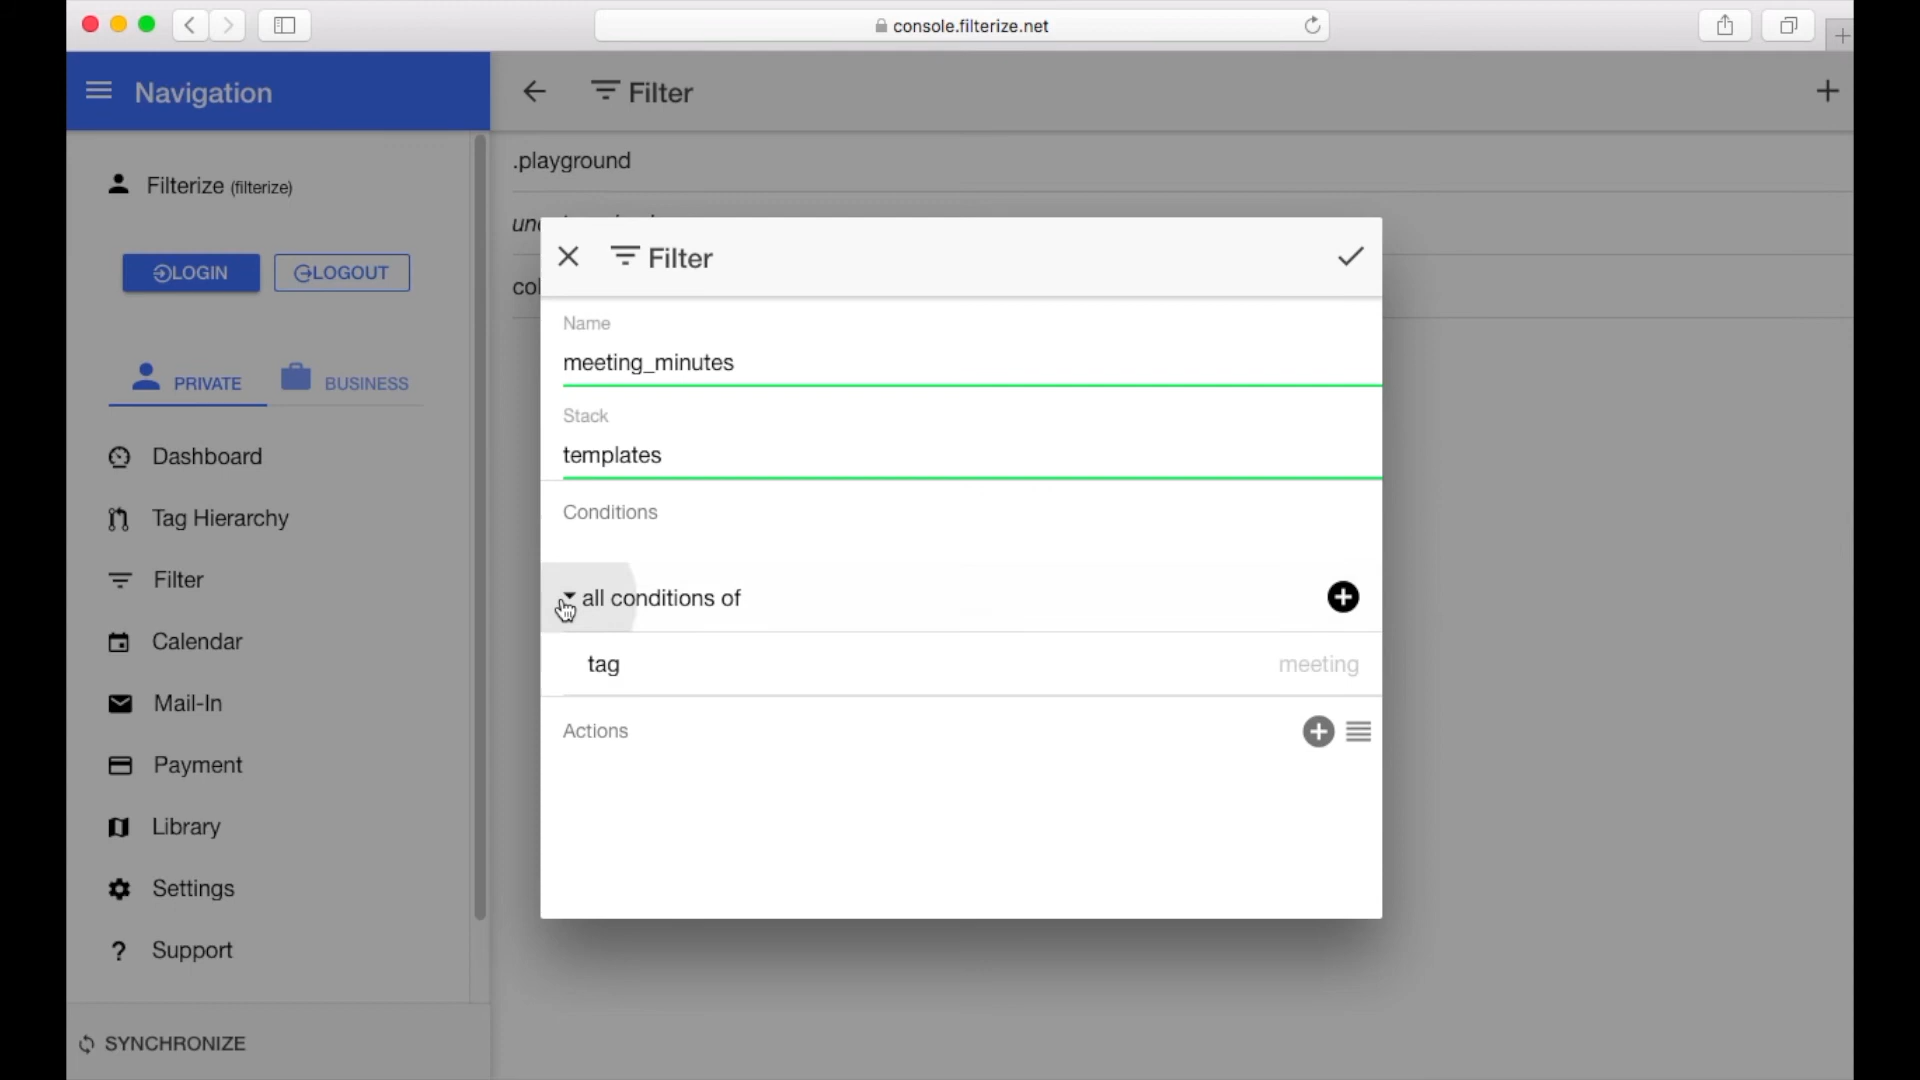 console.filterize.net
Navigation
Filter
Filterize (filterize)
LOGIN
LOGOUT
PRIVATE
BUSINESS
Dashboard
Tag Hierarchy
Filter
Calendar
Mail-In
Payment
Library
Settings
Support
SYNCHRONIZE
.playground
Filter
Name
meeting_minutes
Stack
templates
Conditions
all conditions of
tag
meeting
Actions